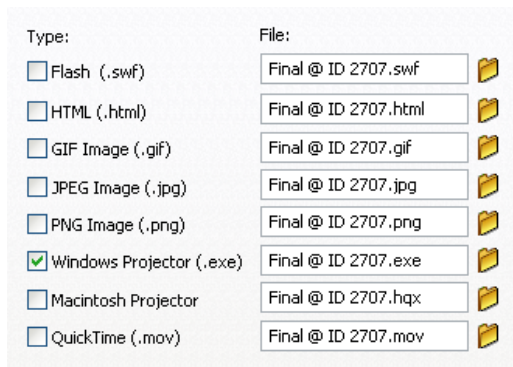 Type: File:
Flash (.swf) Final @ ID 2707.swf
HTML (.html) Final @ ID 2707.html
GIF Image (.gif) Final @ ID 2707.gif
JPEG Image (.jpg) Final @ ID 2707.jpg
PNG Image (.png) Final @ ID 2707.png
Windows Projector (.exe) Final @ ID 2707.exe
Macintosh Projector Final @ ID 2707.hqx
QuickTime (.mov) Final @ ID 2707.mov